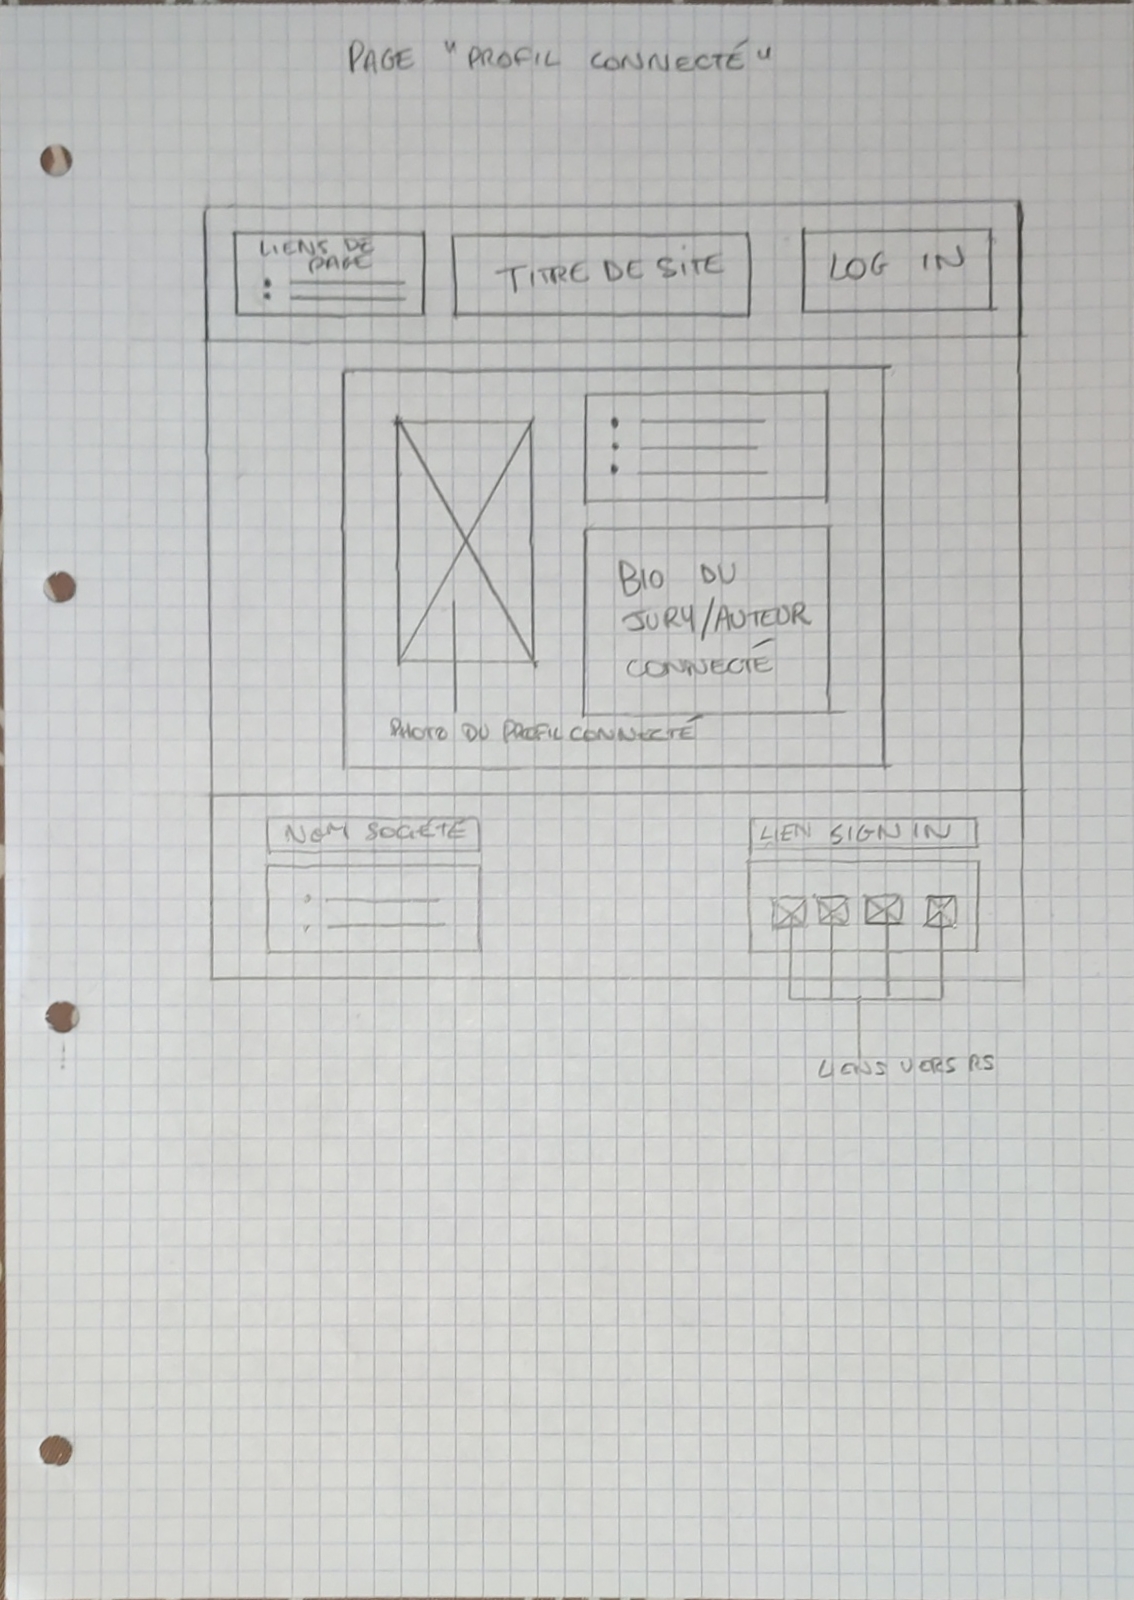 PAGE "PROFIL CONNECTÉ"
LIENS DE
PAGE
TITRE DE SITE
LOG IN
BIO DU
JURY/AUTEUR
CONNECTÉ
PHOTO DU PROFIL CONNECTÉ
NOM SOCIÉTÉ
LIEN SIGN IN
LIENS VERS RS